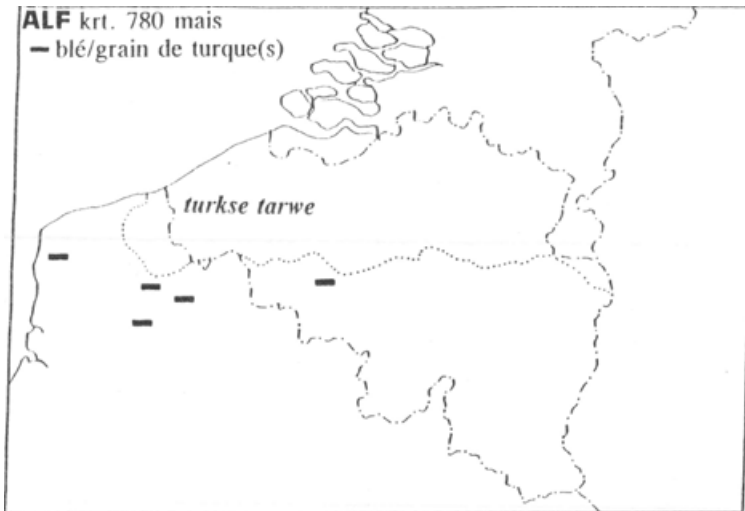 ALF krt. 780 mais
▬ blé/grain de turque(s)
turkse tarwe